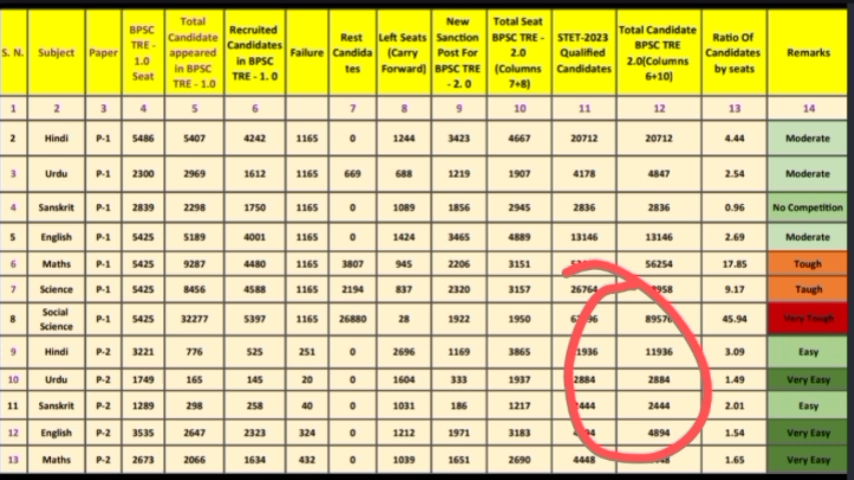 S. N. Subject Paper BPSC TRE - 1.0 Seat Total Candidate appeared in BPSC TRE - 1.0 Recruited Candidates in BPSC TRE - 1. 0 Failure Rest Candida tes Left Seats (Carry Forward) New Sanction Post For BPSC TRE - 2. 0 Total Seat BPSC TRE - 2.0 (Columns 7+8) STET-2023 Qualified Candidates Total Candidate BPSC TRE 2.0(Columns 6+10) Ratio Of Candidates by seats Remarks
1 2 3 4 5 6 7 8 9 10 11 12 13 14
2 Hindi P-1 5486 5407 4242 1165 0 1244 3423 4667 20712 20712 4.44 Moderate
3 Urdu P-1 2300 2969 1612 1165 669 688 1219 1907 4178 4847 2.54 Moderate
4 Sanskrit P-1 2839 2298 1750 1165 0 1089 1856 2945 2836 2836 0.96 No Competition
5 English P-1 5425 5189 4001 1165 0 1424 3465 4889 13146 13146 2.69 Moderate
6 Maths P-1 5425 9287 4480 1165 3807 945 2206 3151 56254 17.85 Tough
7 Science P-1 5425 8456 4588 1165 2194 837 2320 3157 26764 9.17 Taugh
8 Social Science P-1 5425 32277 5397 1165 26880 28 1922 1950 89576 45.94 Very Tough
9 Hindi P-2 3221 776 525 251 0 2696 1169 3865 11936 3.09 Easy
10 Urdu P-2 1749 165 145 20 0 1604 333 1937 2884 2884 1.49 Very Easy
11 Sanskrit P-2 1289 298 258 40 0 1031 186 1217 2444 2.01 Easy
12 English P-2 3535 2647 2323 324 0 1212 1971 3183 4894 1.54 Very Easy
13 Maths P-2 2673 2066 1634 432 0 1039 1651 2690 4448 1.65 Very Easy